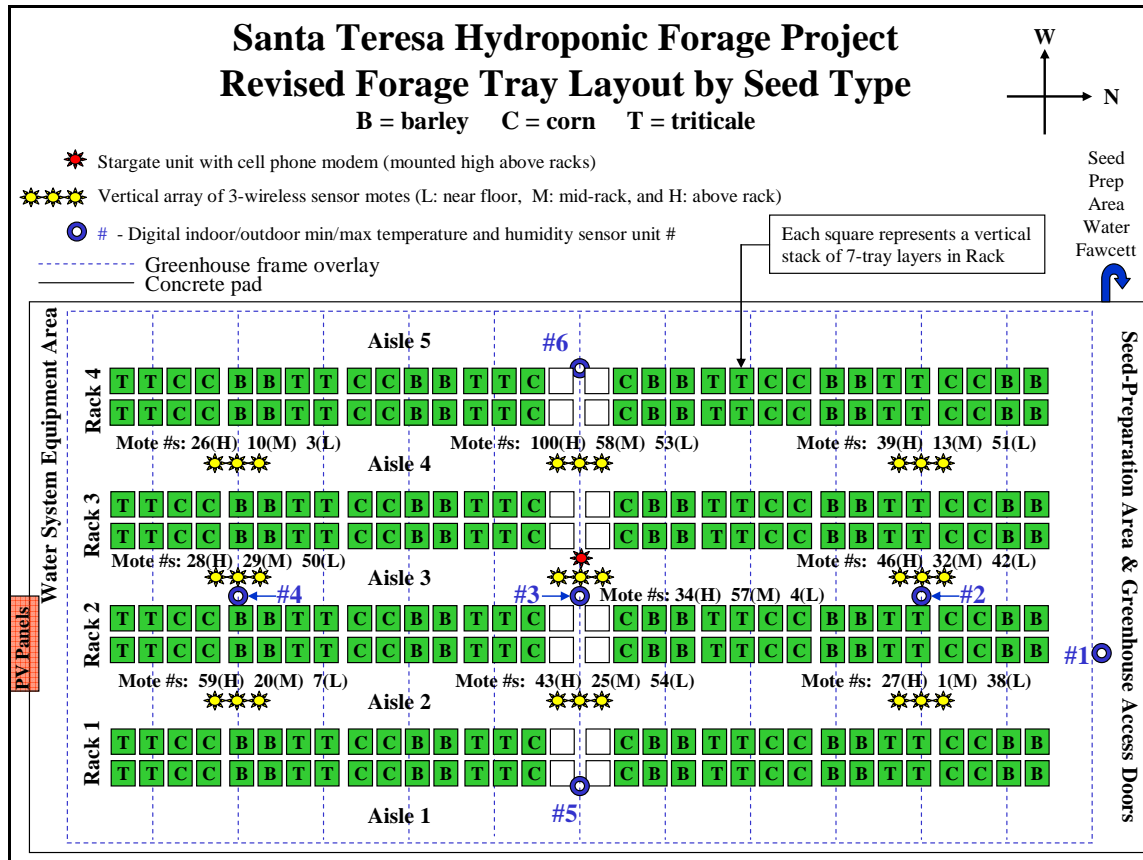 Santa Teresa Hydroponic Forage Project
Revised Forage Tray Layout by Seed Type
B = barley C = corn T = triticale
W
N
Stargate unit with cell phone modem (mounted high above racks)
Vertical array of 3-wireless sensor motes (L: near floor, M: mid-rack, and H: above rack)
# - Digital indoor/outdoor min/max temperature and humidity sensor unit #
Greenhouse frame overlay
Concrete pad
Each square represents a vertical
stack of 7-tray layers in Rack
Seed
Prep
Area
Water
Fawcett
Water System Equipment Area
PV Panels
Seed-Preparation Area & Greenhouse Access Doors
Aisle 5
#6
Rack 4
T T C C B B T T C C B B T T C C B B T T C C B B T T C C B B
T T C C B B T T C C B B T T C C B B T T C C B B T T C C B B
Mote #s: 26(H) 10(M) 3(L)
Mote #s: 100(H) 58(M) 53(L)
Mote #s: 39(H) 13(M) 51(L)
Aisle 4
Rack 3
T T C C B B T T C C B B T T C C B B T T C C B B T T C C B B
T T C C B B T T C C B B T T C C B B T T C C B B T T C C B B
Mote #s: 28(H) 29(M) 50(L)
Mote #s: 46(H) 32(M) 42(L)
Aisle 3
#4
#3
Mote #s: 34(H) 57(M) 4(L)
#2
Rack 2
T T C C B B T T C C B B T T C C B B T T C C B B T T C C B B
T T C C B B T T C C B B T T C C B B T T C C B B T T C C B B
#1
Mote #s: 59(H) 20(M) 7(L)
Mote #s: 43(H) 25(M) 54(L)
Mote #s: 27(H) 1(M) 38(L)
Aisle 2
Rack 1
T T C C B B T T C C B B T T C C B B T T C C B B T T C C B B
T T C C B B T T C C B B T T C C B B T T C C B B T T C C B B
#5
Aisle 1